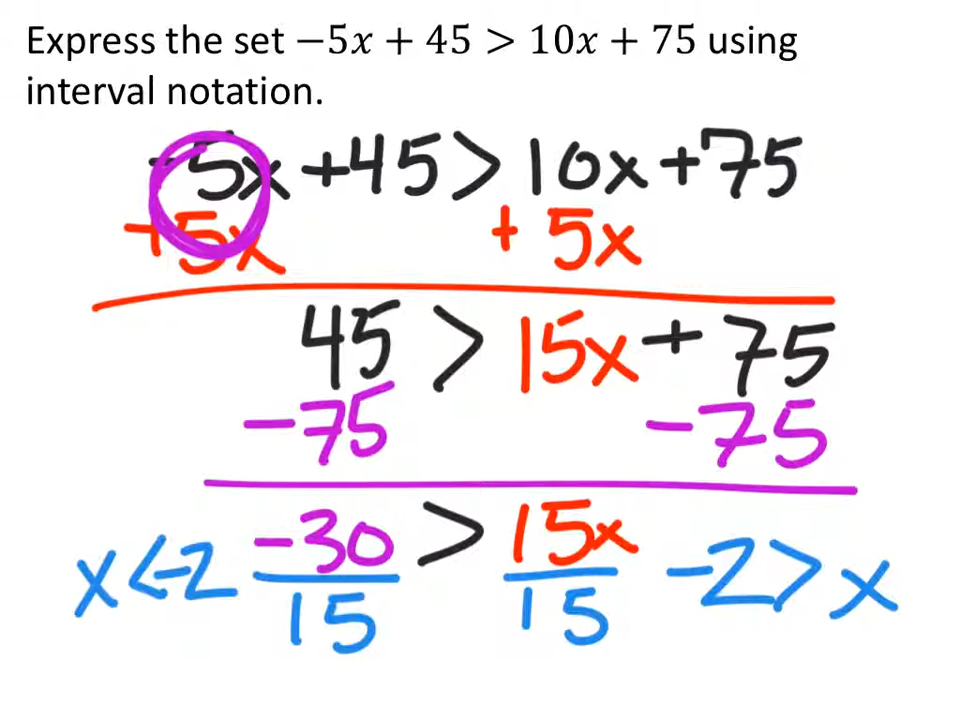 Express the set −5x + 45 > 10x + 75 using
interval notation.
-5x +45 > 10x + 75
+5x + 5x
45 > 15x + 75
-75 -75
-30 > 15x
x<-2 15 15 -2 > x